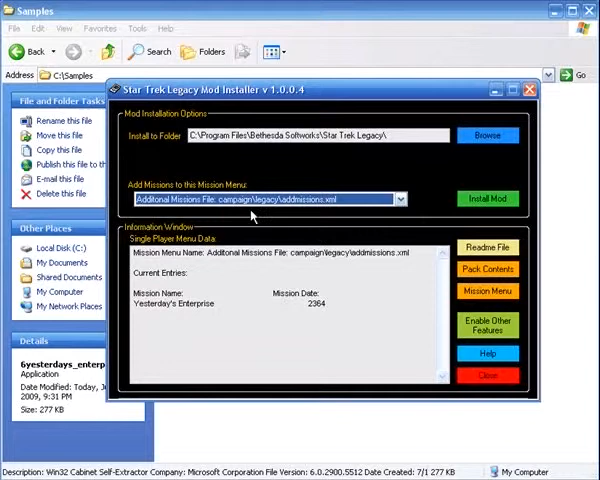 Samples
File Edit View Favorites Tools Help
Back Search Folders
Address C:\Samples Go
File and Folder Tasks
Rename this file
Move this file
Copy this file
Publish this file to th
E-mail this file
Delete this file
Other Places
Local Disk (C:)
My Documents
Shared Documents
My Computer
My Network Places
Details
6yesterdays_enterp
Application
Date Modified: Today, J
2009, 9:31 PM
Size: 277 KB
Star Trek Legacy Mod Installer v 1.0.0.4
Mod Installation Options
Install to Folder C:\Program Files\Bethesda Softworks\Star Trek Legacy\ Browse
Add Missions to this Mission Menu:
Additonal Missions File: campaign\legacy\addmissions.xml Install Mod
Information Window
Single Player Menu Data:
Mission Menu Name: Additonal Missions File: campaign\legacy\addmissions.xml
Current Entries:
Mission Name: Mission Date:
Yesterday's Enterprise 2364
Readme File
Pack Contents
Mission Menu
Enable Other
Features
Help
Close
Description: Win32 Cabinet Self-Extractor Company: Microsoft Corporation File Version: 6.0.2900.5512 Date Created: 7/1 277 KB My Computer